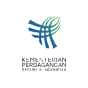 KEMENTERIAN
PERDAGANGAN
REPUBLIK INDONESIA